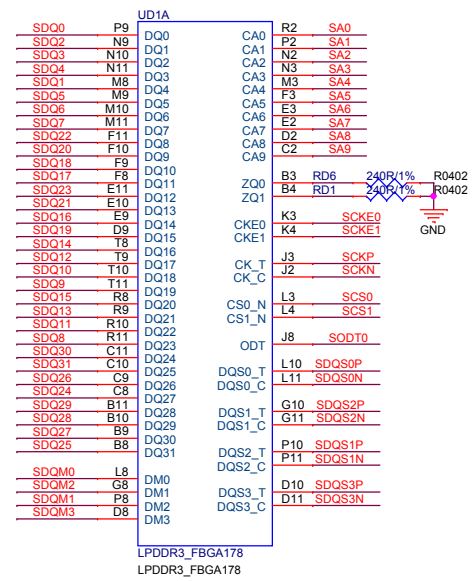 UD1A
SDQ0 P9 DQ0 CA0 R2 SA0
SDQ2 N9 DQ1 CA1 P2 SA1
SDQ3 N10 DQ2 CA2 N2 SA2
SDQ4 N11 DQ3 CA3 N3 SA3
SDQ1 M8 DQ4 CA4 M3 SA4
SDQ5 M9 DQ5 CA5 F3 SA5
SDQ6 M10 DQ6 CA6 E3 SA6
SDQ7 M11 DQ7 CA7 E2 SA7
SDQ22 F11 DQ8 CA8 D2 SA8
SDQ20 F10 DQ9 CA9 C2 SA9
SDQ18 F9 DQ10
SDQ17 F8 DQ11 ZQ0 B3 RD6 240R/1% R0402
SDQ23 E11 DQ12 ZQ1 B4 RD1 240R/1% R0402
SDQ21 E10 DQ13
SDQ16 E9 DQ14 CKE0 K3 SCKE0
SDQ19 D9 DQ15 CKE1 K4 SCKE1
GND
SDQ14 T8 DQ16
SDQ12 T9 DQ17 CK_T J3 SCKP
SDQ10 T10 DQ18 CK_C J2 SCKN
SDQ9 T11 DQ19
SDQ15 R8 DQ20 CS0_N L3 SCS0
SDQ13 R9 DQ21 CS1_N L4 SCS1
SDQ11 R10 DQ22
SDQ8 R11 DQ23 ODT J8 SODT0
SDQ30 C11 DQ24
SDQ31 C10 DQ25 DQS0_T L10 SDQS0P
SDQ26 C9 DQ26 DQS0_C L11 SDQS0N
SDQ24 C8 DQ27
SDQ29 B11 DQ28 DQS1_T G10 SDQS2P
SDQ28 B10 DQ29 DQS1_C G11 SDQS2N
SDQ27 B9 DQ30
SDQ25 B8 DQ31 DQS2_T P10 SDQS1P
DQS2_C P11 SDQS1N
SDQM0 L8 DM0
SDQM2 G8 DM1 DQS3_T D10 SDQS3P
SDQM1 P8 DM2 DQS3_C D11 SDQS3N
SDQM3 D8 DM3
LPDDR3_FBGA178
LPDDR3_FBGA178